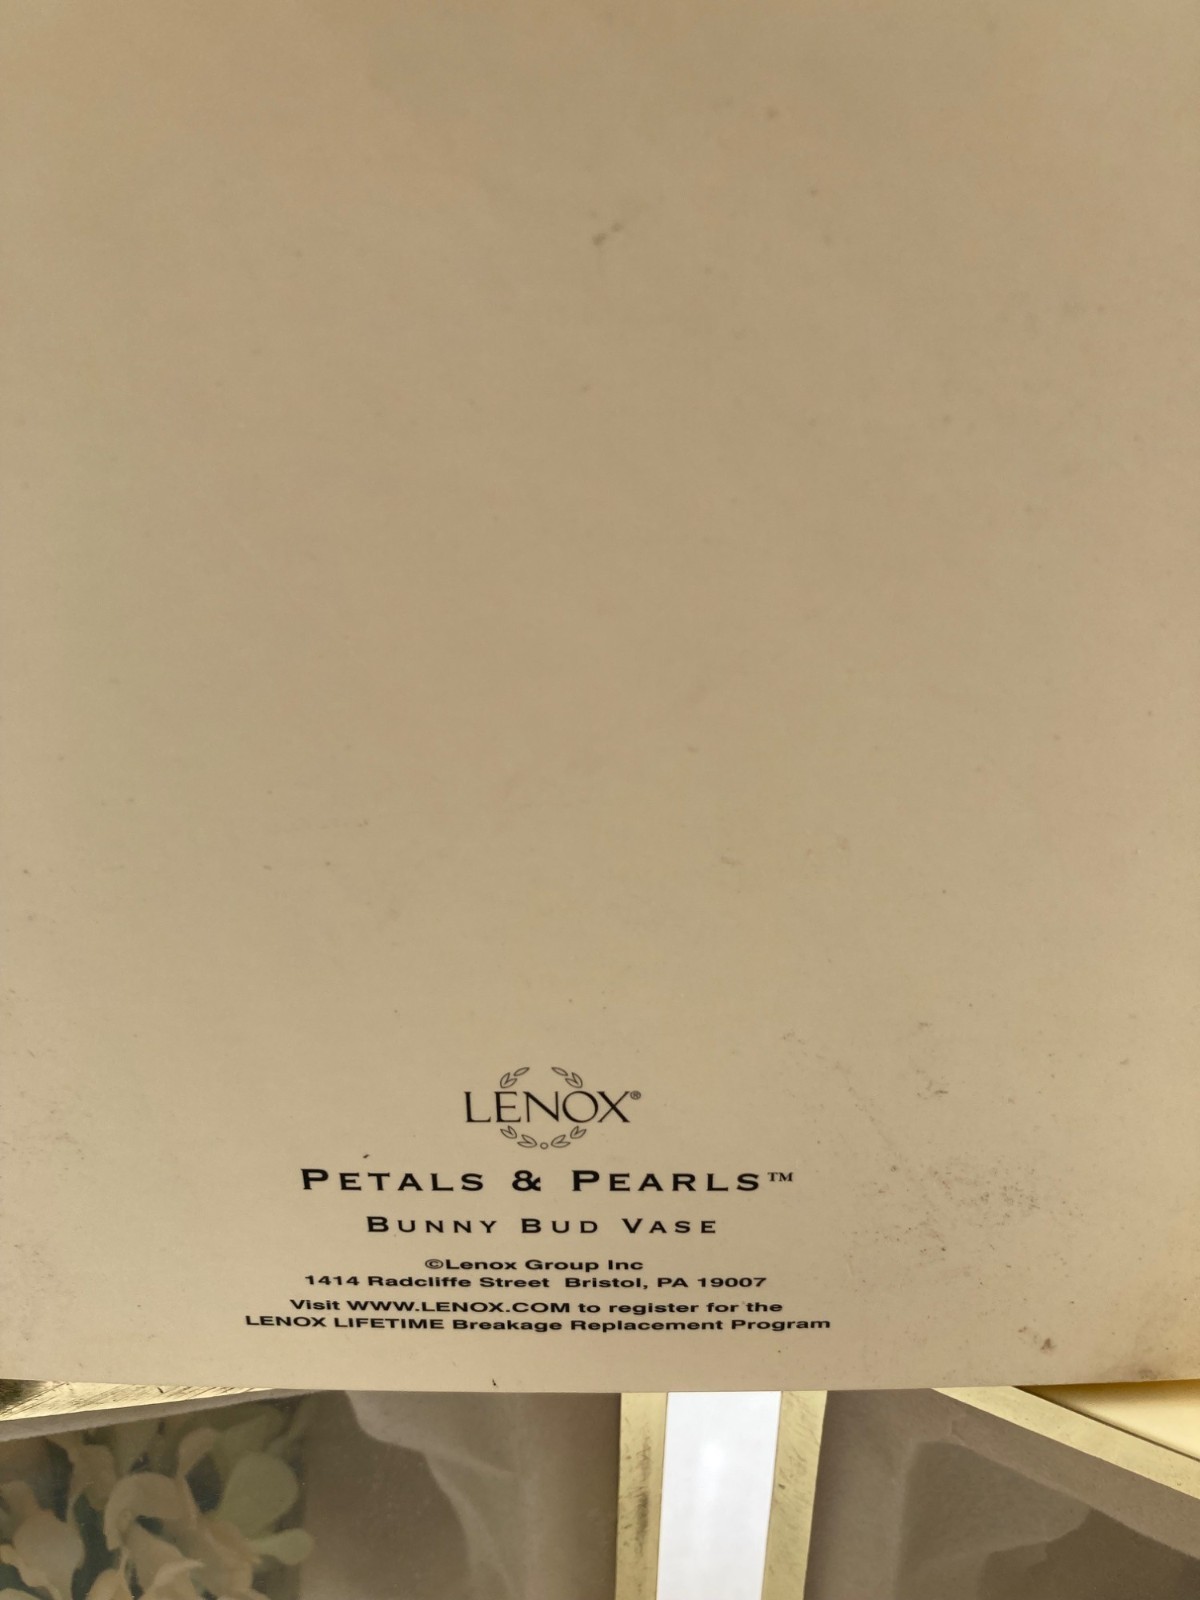 LENOX®
PETALS & PEARLS™
BUNNY BUD VASE
©Lenox Group Inc
1414 Radcliffe Street Bristol, PA 19007
Visit WWW.LENOX.COM to register for the
LENOX LIFETIME Breakage Replacement Program